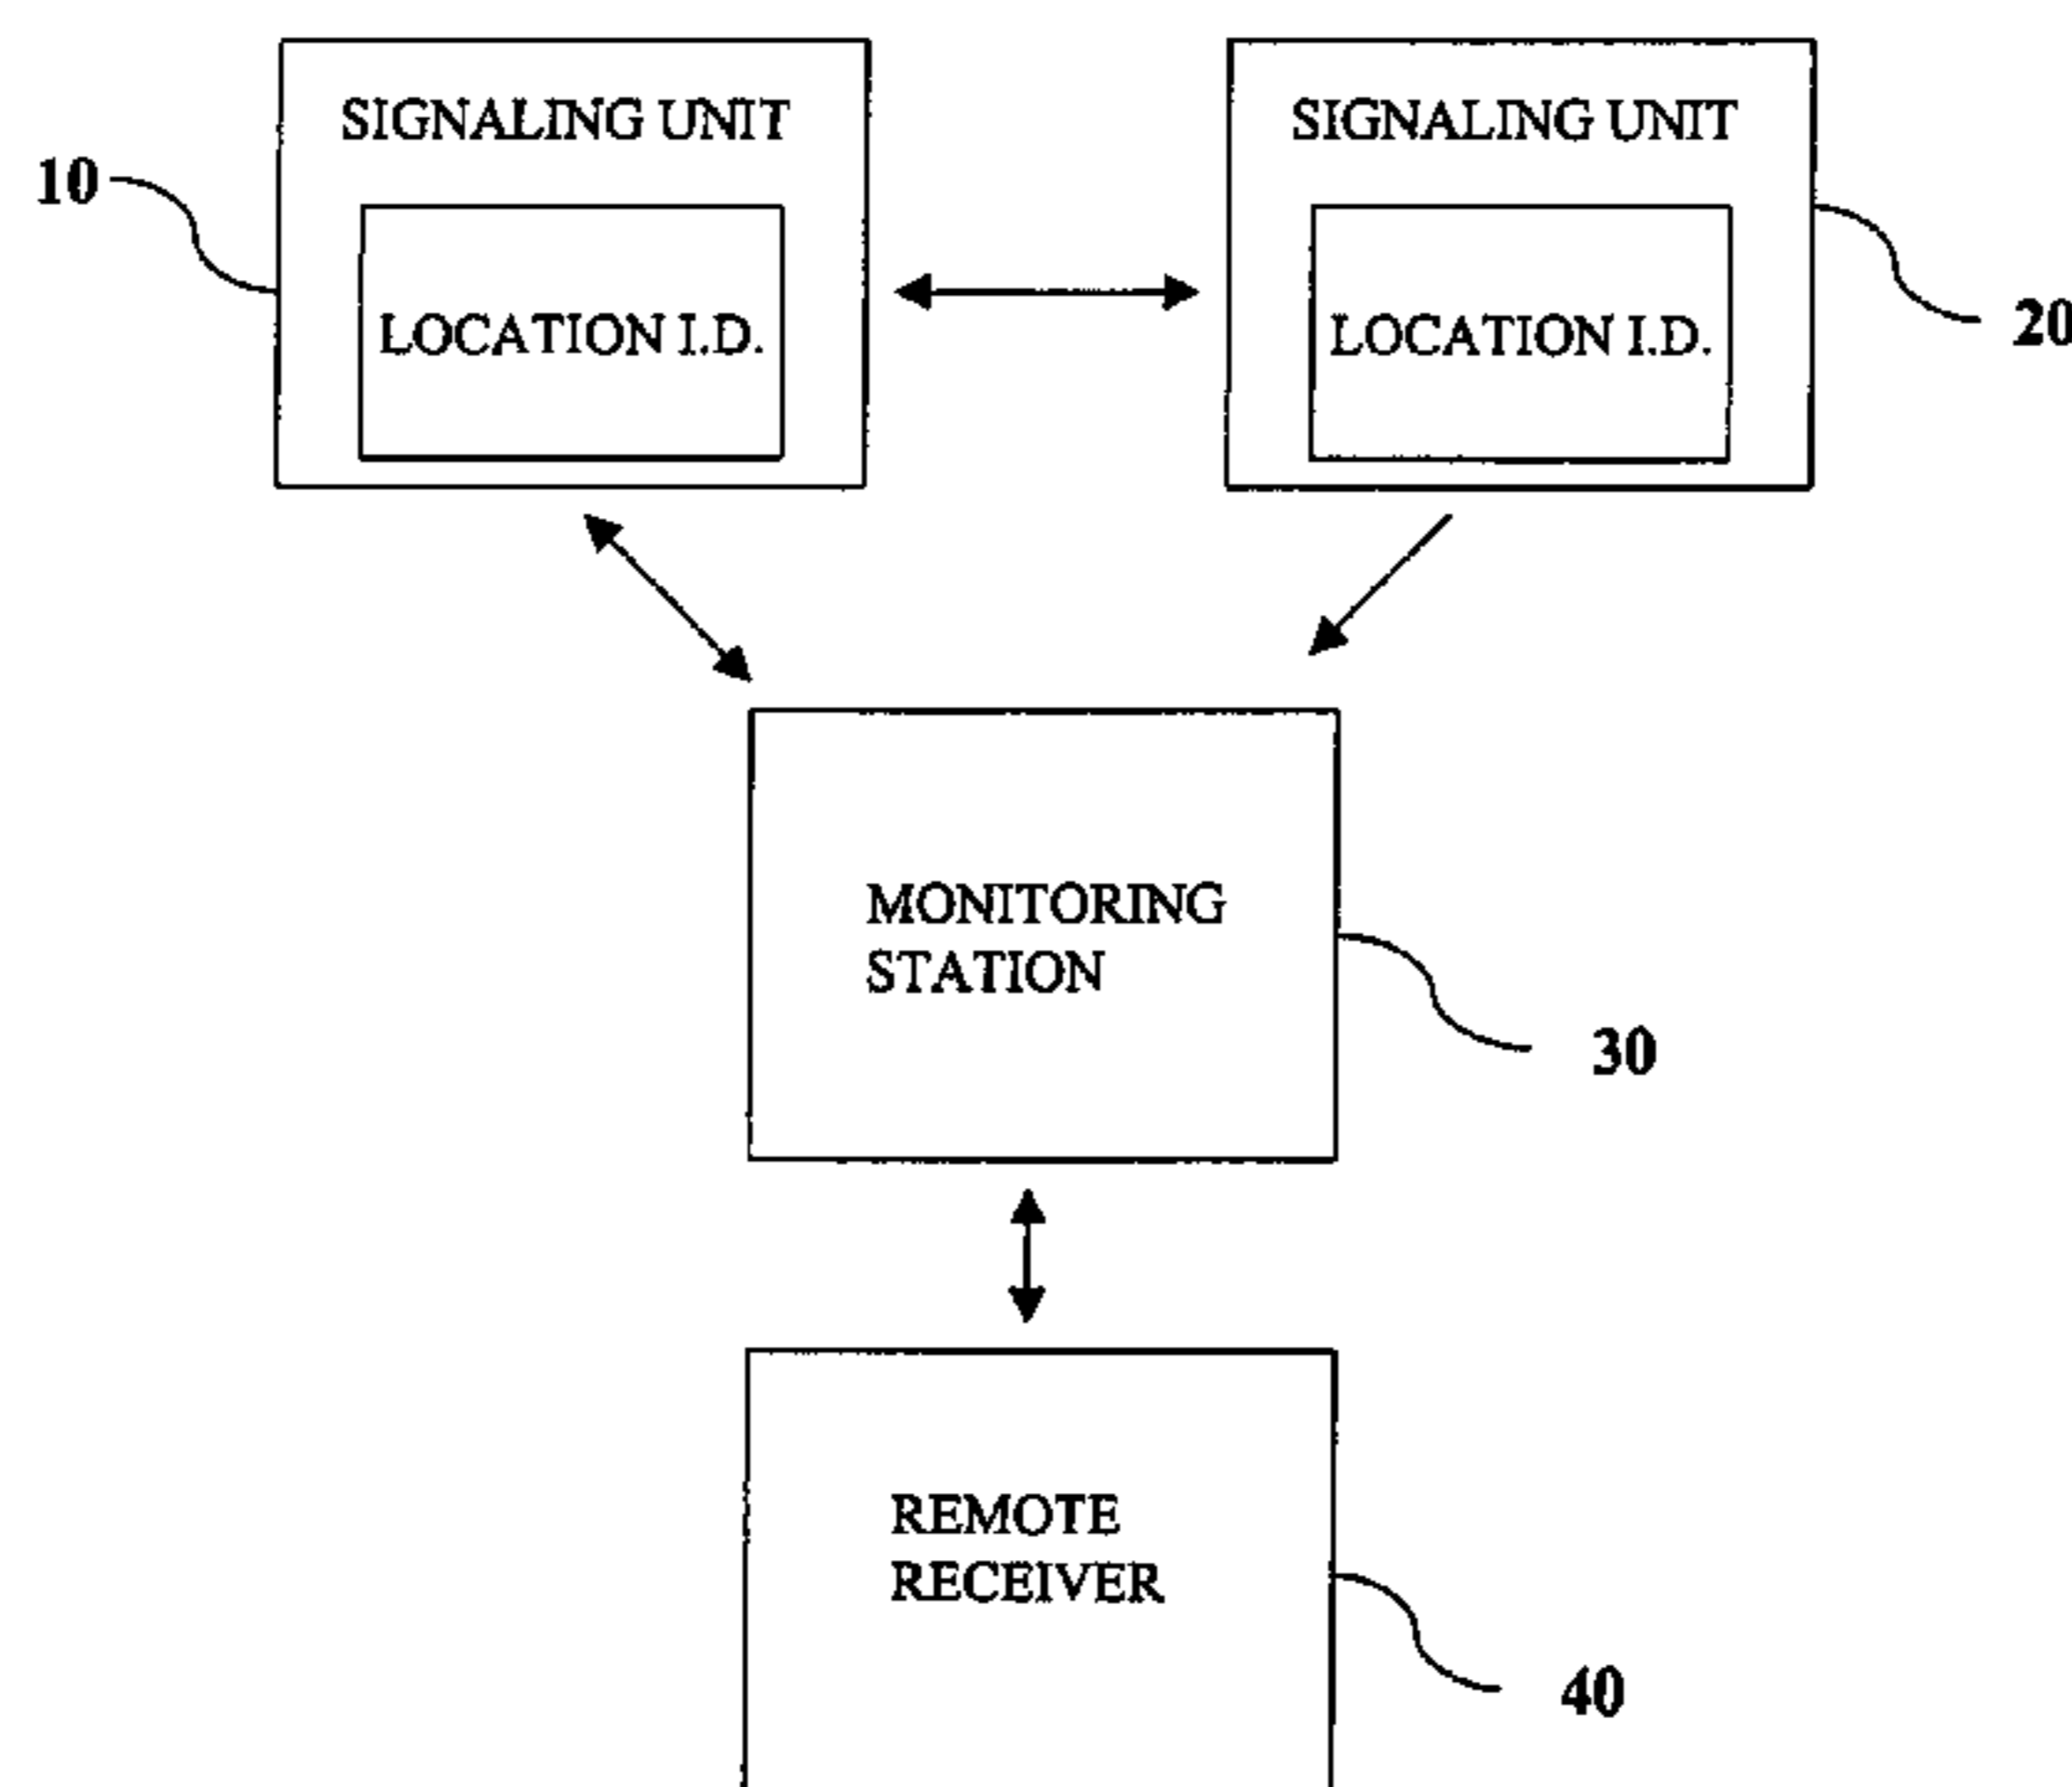 SIGNALING UNIT
SIGNALING UNIT
10
LOCATION I.D.
LOCATION I.D.
20
MONITORING
STATION
30
REMOTE
RECEIVER
40